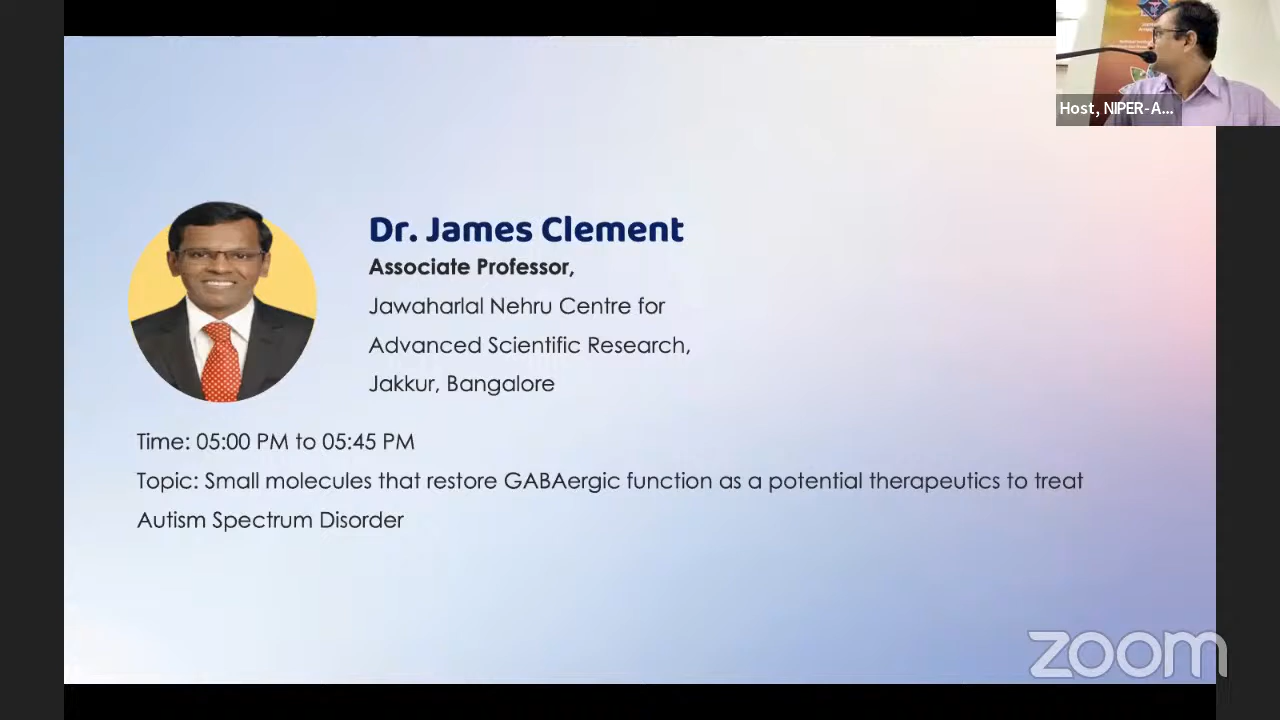 Host, NIPER-A...
Dr. James Clement
Associate Professor,
Jawaharlal Nehru Centre for
Advanced Scientific Research,
Jakkur, Bangalore
Time: 05:00 PM to 05:45 PM
Topic: Small molecules that restore GABAergic function as a potential therapeutics to treat
Autism Spectrum Disorder
zoom